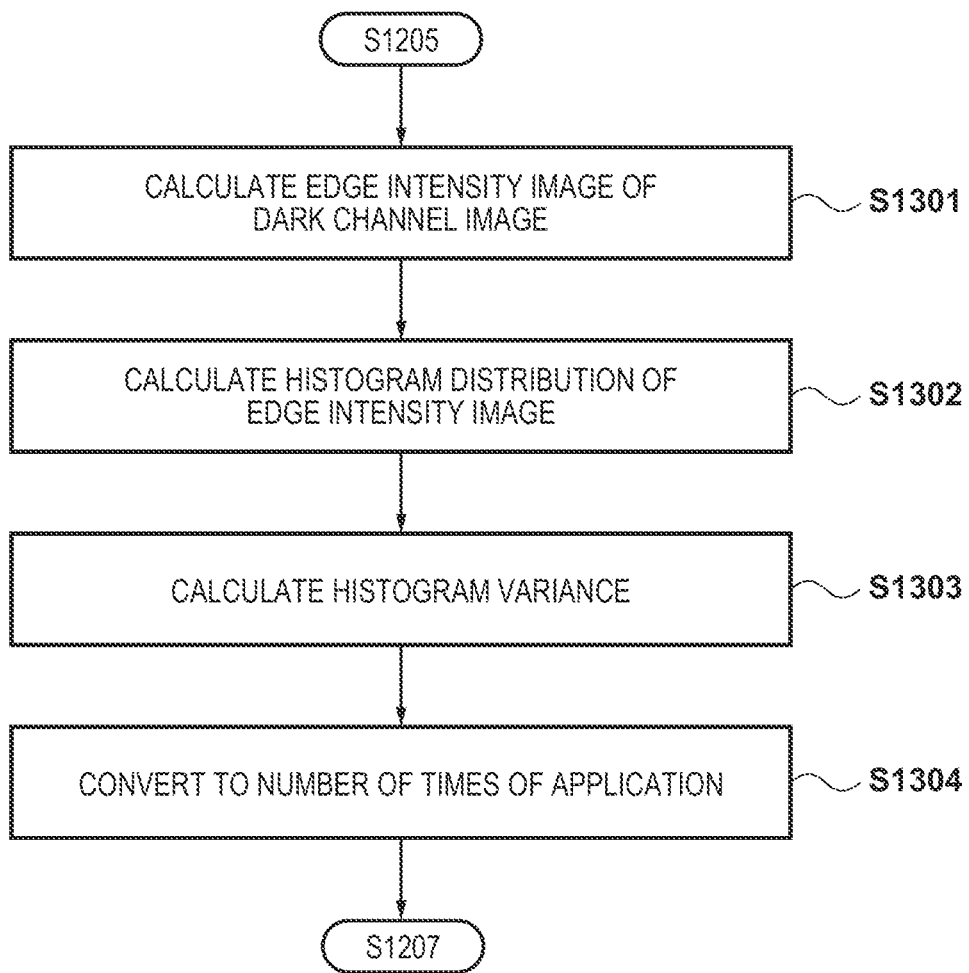 S1205
CALCULATE EDGE INTENSITY IMAGE OF
DARK CHANNEL IMAGE
S1301
CALCULATE HISTOGRAM DISTRIBUTION OF
EDGE INTENSITY IMAGE
S1302
CALCULATE HISTOGRAM VARIANCE
S1303
CONVERT TO NUMBER OF TIMES OF APPLICATION
S1304
S1207